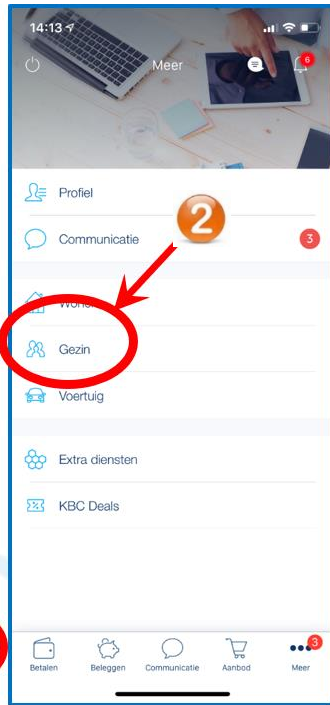 14:13
Meer
6
Profiel
2
Communicatie
3
Wonen
Gezin
Voertuig
Extra diensten
KBC Deals
3
Betalen
Beleggen
Communicatie
Aanbod
Meer